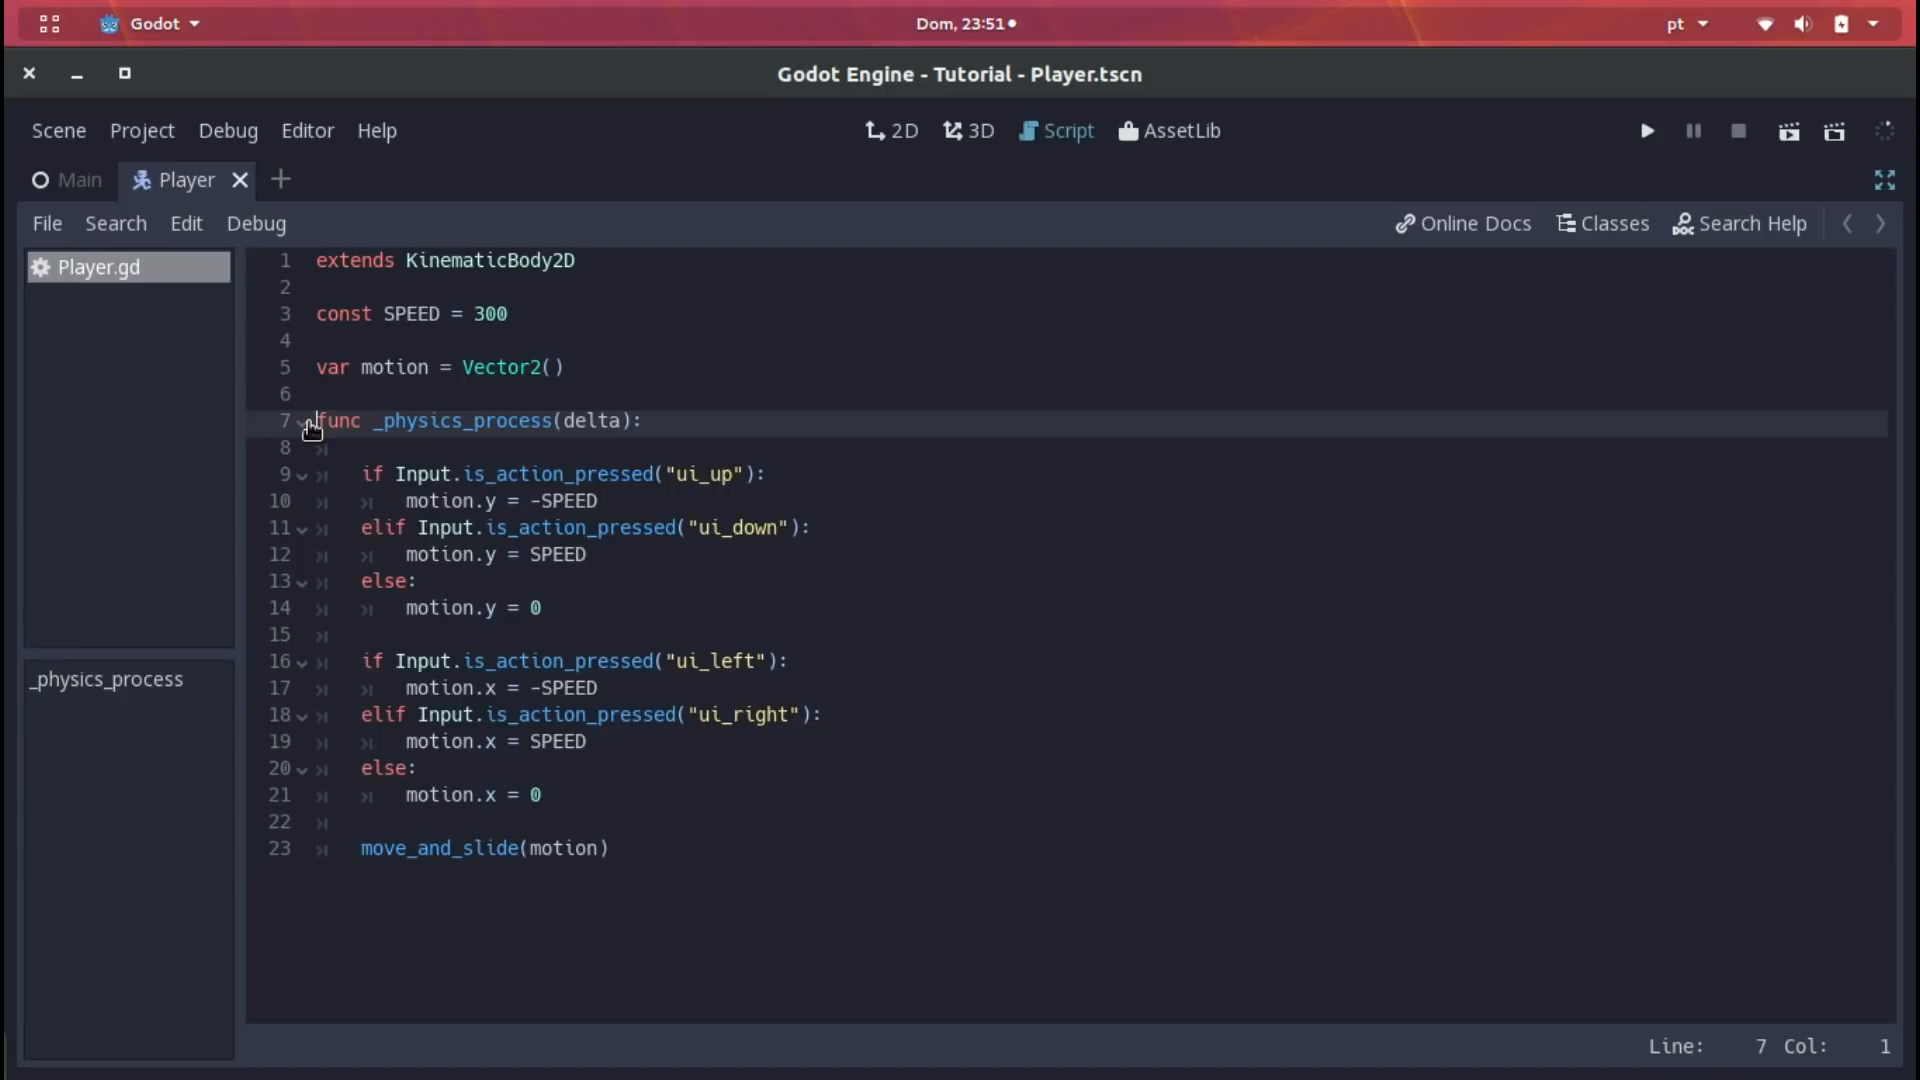 Godot
Dom, 23:51
pt
Godot Engine - Tutorial - Player.tscn
Scene Project Debug Editor Help
2D 3D Script AssetLib
Main Player
File Search Edit Debug
Online Docs Classes Search Help
Player.gd
_physics_process
1 extends KinematicBody2D
2
3 const SPEED = 300
4
5 var motion = Vector2()
6
7 func _physics_process(delta):
8
9 if Input.is_action_pressed("ui_up"):
10 motion.y = -SPEED
11 elif Input.is_action_pressed("ui_down"):
12 motion.y = SPEED
13 else:
14 motion.y = 0
15
16 if Input.is_action_pressed("ui_left"):
17 motion.x = -SPEED
18 elif Input.is_action_pressed("ui_right"):
19 motion.x = SPEED
20 else:
21 motion.x = 0
22
23 move_and_slide(motion)
Line: 7 Col: 1